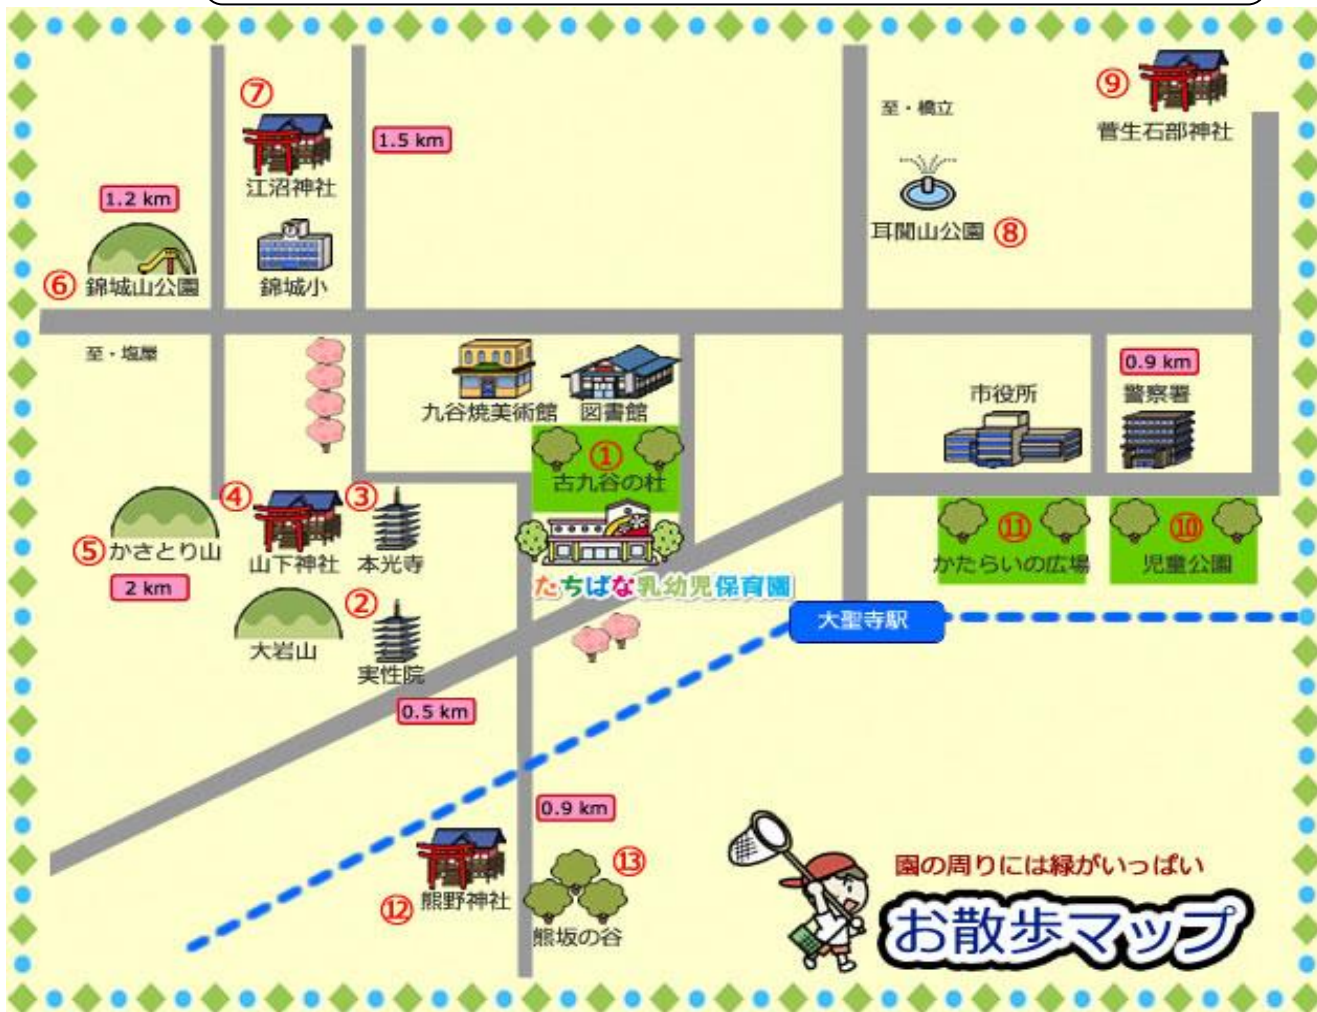 ⑦
江沼神社
1.5 km
1.2 km
⑥ 錦城山公園
錦城小
至・塩屋
至・橋立
耳聞山公園 ⑧
⑨
菅生石部神社
九谷焼美術館
図書館
①
古九谷の杜
市役所
0.9 km
警察署
④
山下神社
③
本光寺
⑤ かさとり山
2 km
大岩山
②
実性院
0.5 km
たちばな乳幼児保育園
⑪
かたらいの広場
⑩
児童公園
大聖寺駅
0.9 km
⑫ 熊野神社
⑬
熊坂の谷
園の周りには緑がいっぱい
お散歩マップ